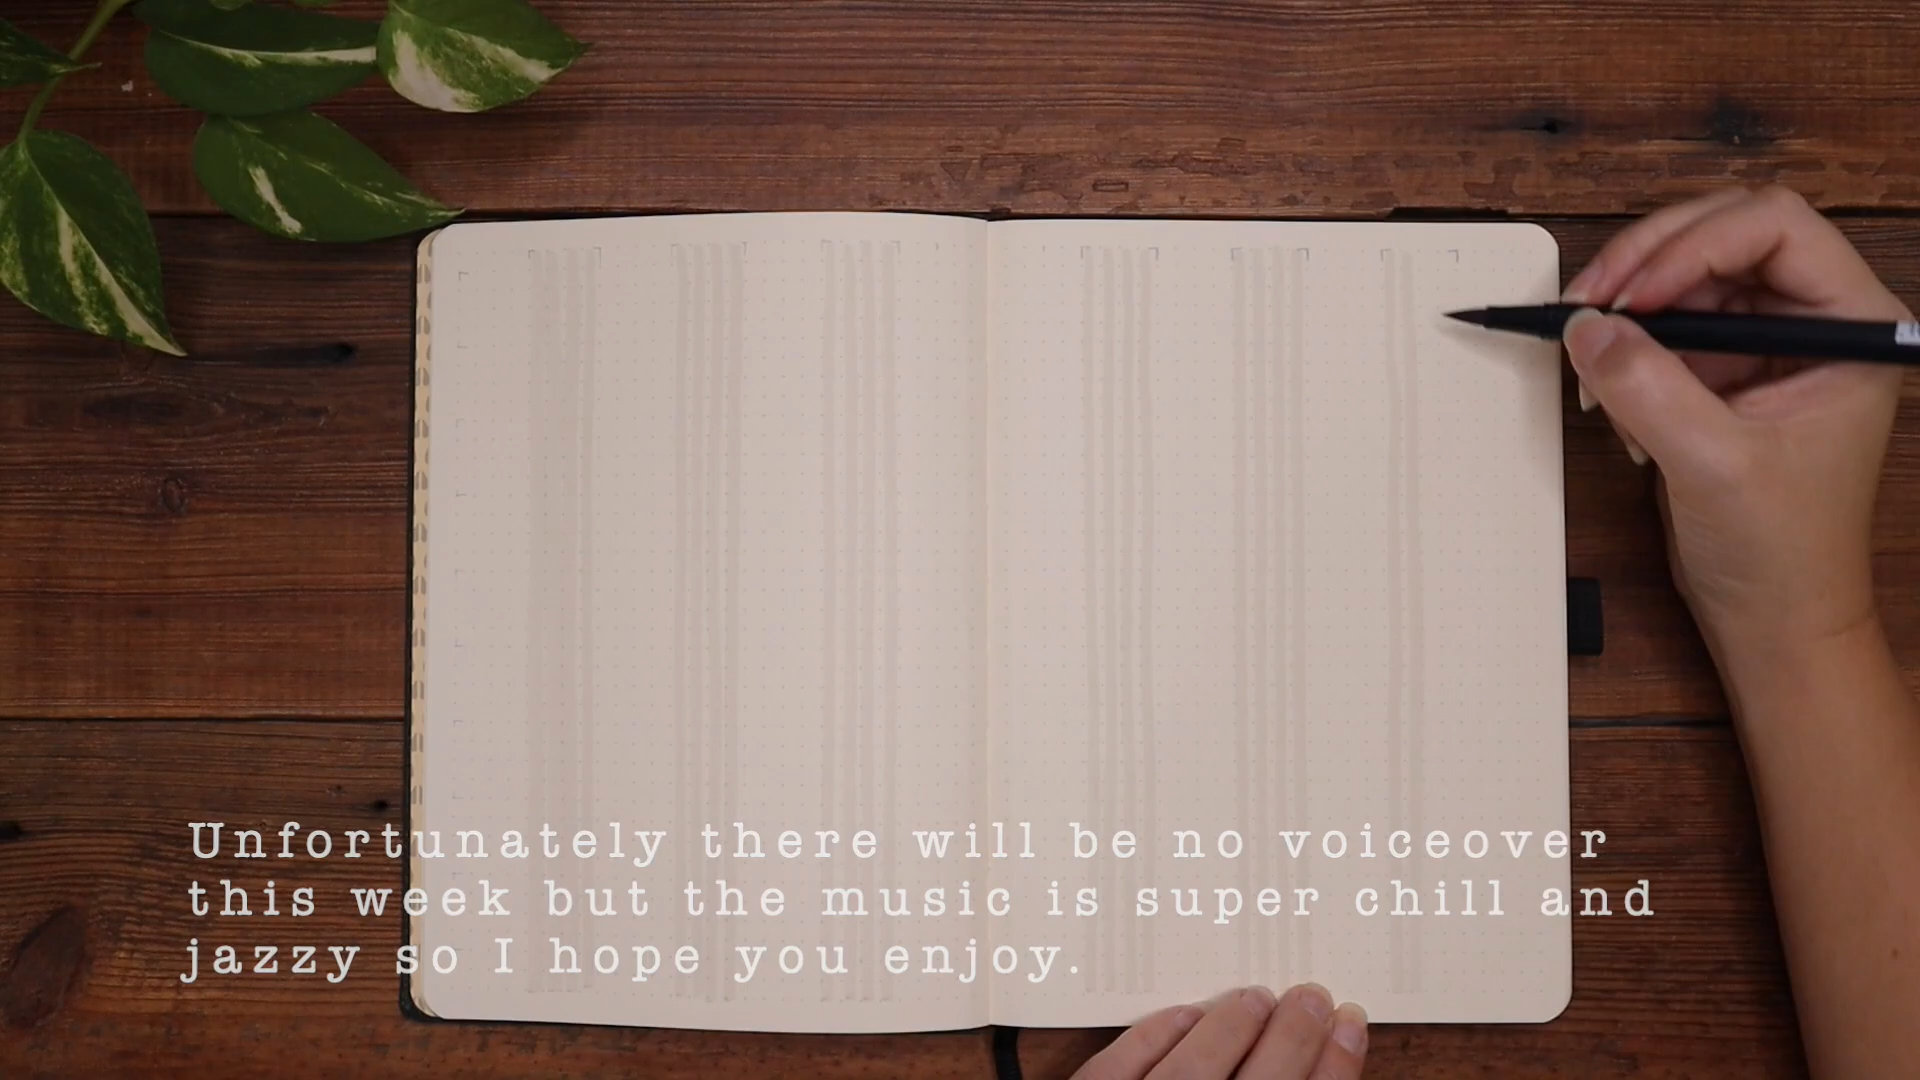 Unfortunately there will be no voiceover
this week but the music is super chill and
jazzy so I hope you enjoy.